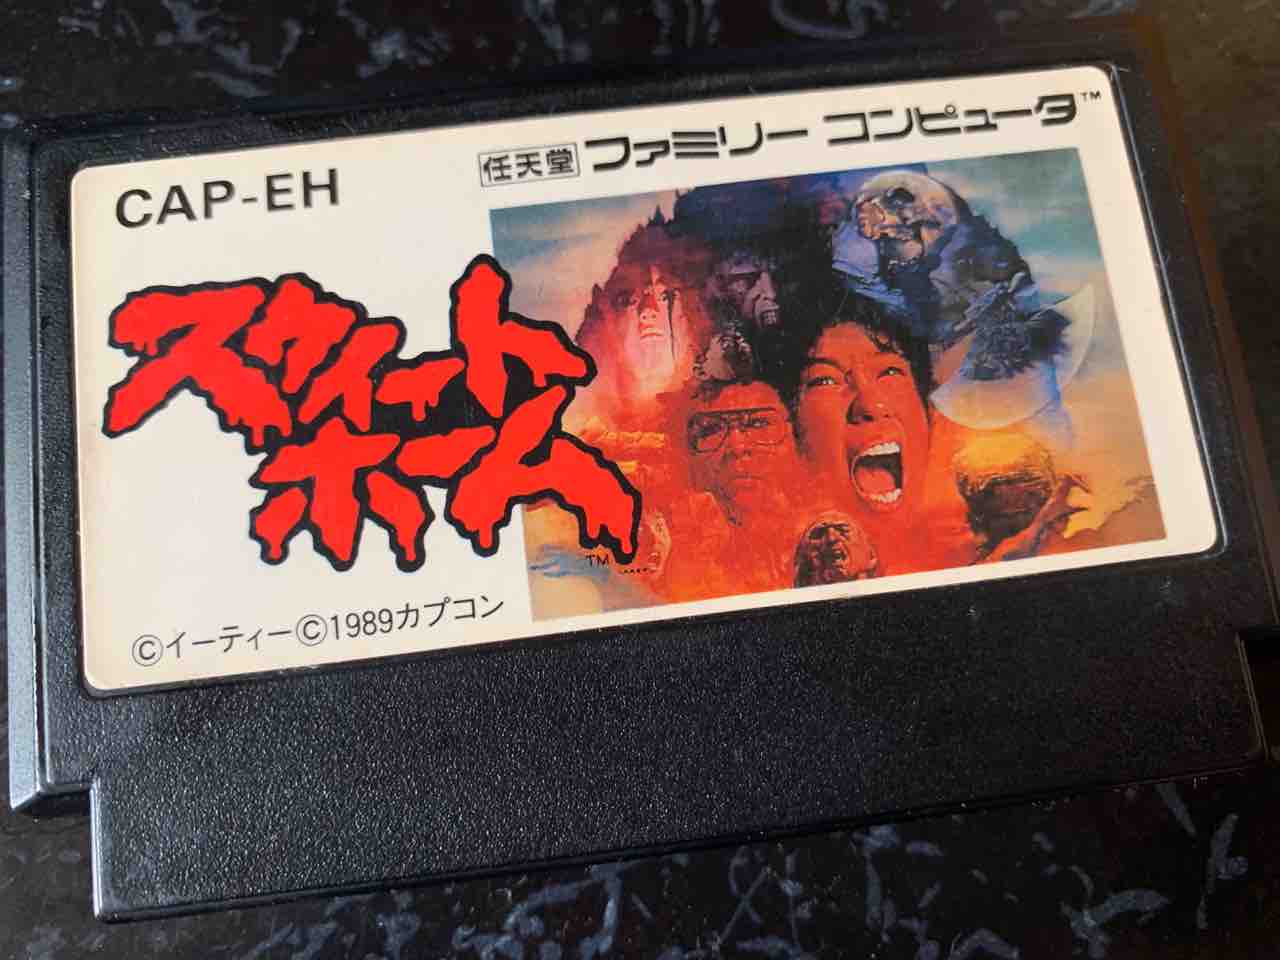 CAP-EH
任天堂 ファミリー コンピュータ™
スウィート
ホーム
TM
©イーティー©1989カプコン